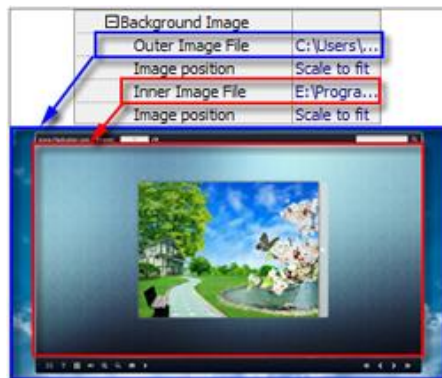 Background Image
Outer Image File C:\Users\...
Image position Scale to fit
Inner Image File E:\Progra...
Image position Scale to fit